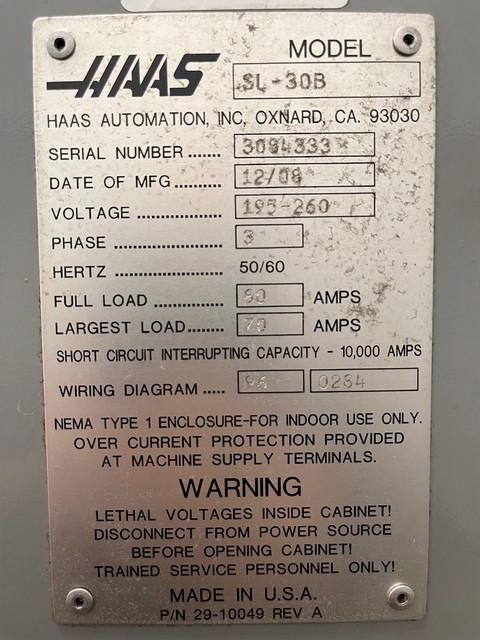 MODEL
HAAS SL-30B
HAAS AUTOMATION, INC, OXNARD, CA. 93030
SERIAL NUMBER ....... 3084333
DATE OF MFG.......... 12/08
VOLTAGE .................. 195-260
PHASE ....................... 3
HERTZ ....................... 50/60
FULL LOAD ............... AMPS
LARGEST LOAD........ 70 AMPS
SHORT CIRCUIT INTERRUPTING CAPACITY - 10,000 AMPS
WIRING DIAGRAM ..... 96 0284
NEMA TYPE 1 ENCLOSURE-FOR INDOOR USE ONLY.
OVER CURRENT PROTECTION PROVIDED
AT MACHINE SUPPLY TERMINALS.
WARNING
LETHAL VOLTAGES INSIDE CABINET!
DISCONNECT FROM POWER SOURCE
BEFORE OPENING CABINET!
TRAINED SERVICE PERSONNEL ONLY!
MADE IN U.S.A.
P/N 29-10049 REV A